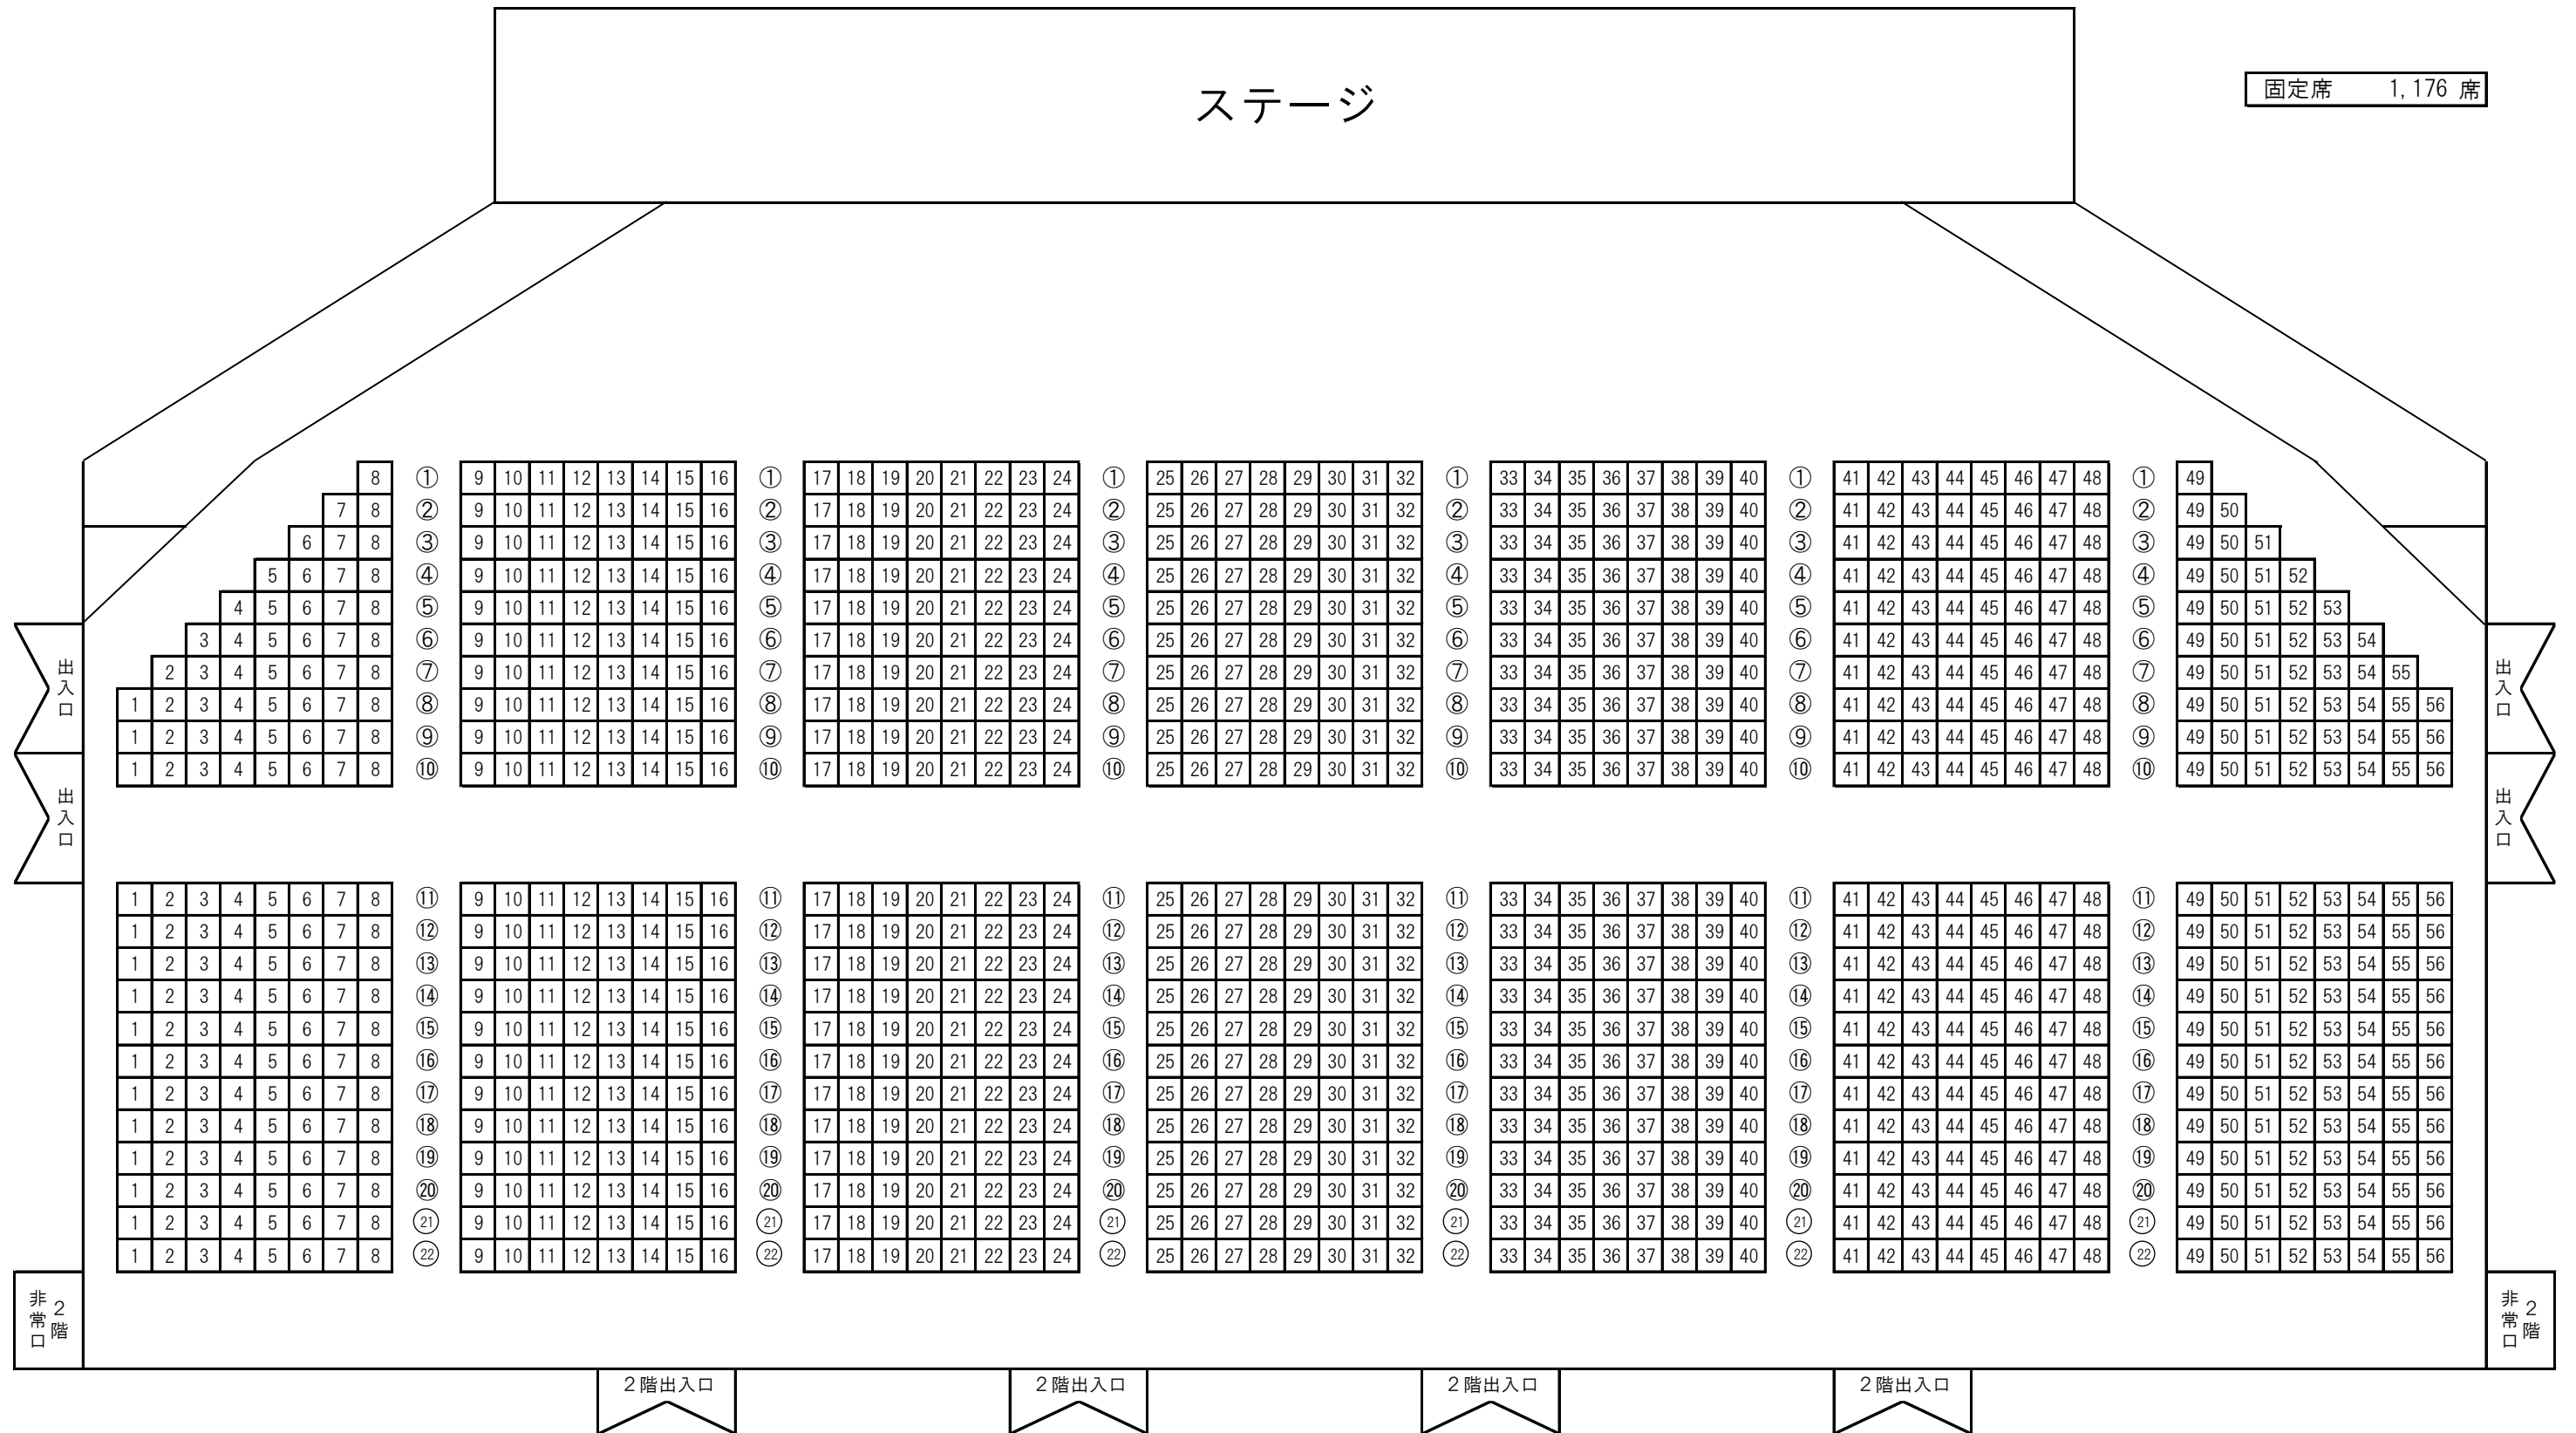 ステージ
固定席 1,176 席
8 ① 9 10 11 12 13 14 15 16 ① 17 18 19 20 21 22 23 24 ① 25 26 27 28 29 30 31 32 ① 33 34 35 36 37 38 39 40 ① 41 42 43 44 45 46 47 48 ① 49
7 8 ② 9 10 11 12 13 14 15 16 ② 17 18 19 20 21 22 23 24 ② 25 26 27 28 29 30 31 32 ② 33 34 35 36 37 38 39 40 ② 41 42 43 44 45 46 47 48 ② 49 50
6 7 8 ③ 9 10 11 12 13 14 15 16 ③ 17 18 19 20 21 22 23 24 ③ 25 26 27 28 29 30 31 32 ③ 33 34 35 36 37 38 39 40 ③ 41 42 43 44 45 46 47 48 ③ 49 50 51
5 6 7 8 ④ 9 10 11 12 13 14 15 16 ④ 17 18 19 20 21 22 23 24 ④ 25 26 27 28 29 30 31 32 ④ 33 34 35 36 37 38 39 40 ④ 41 42 43 44 45 46 47 48 ④ 49 50 51 52
4 5 6 7 8 ⑤ 9 10 11 12 13 14 15 16 ⑤ 17 18 19 20 21 22 23 24 ⑤ 25 26 27 28 29 30 31 32 ⑤ 33 34 35 36 37 38 39 40 ⑤ 41 42 43 44 45 46 47 48 ⑤ 49 50 51 52 53
3 4 5 6 7 8 ⑥ 9 10 11 12 13 14 15 16 ⑥ 17 18 19 20 21 22 23 24 ⑥ 25 26 27 28 29 30 31 32 ⑥ 33 34 35 36 37 38 39 40 ⑥ 41 42 43 44 45 46 47 48 ⑥ 49 50 51 52 53 54
2 3 4 5 6 7 8 ⑦ 9 10 11 12 13 14 15 16 ⑦ 17 18 19 20 21 22 23 24 ⑦ 25 26 27 28 29 30 31 32 ⑦ 33 34 35 36 37 38 39 40 ⑦ 41 42 43 44 45 46 47 48 ⑦ 49 50 51 52 53 54 55
1 2 3 4 5 6 7 8 ⑧ 9 10 11 12 13 14 15 16 ⑧ 17 18 19 20 21 22 23 24 ⑧ 25 26 27 28 29 30 31 32 ⑧ 33 34 35 36 37 38 39 40 ⑧ 41 42 43 44 45 46 47 48 ⑧ 49 50 51 52 53 54 55 56
1 2 3 4 5 6 7 8 ⑨ 9 10 11 12 13 14 15 16 ⑨ 17 18 19 20 21 22 23 24 ⑨ 25 26 27 28 29 30 31 32 ⑨ 33 34 35 36 37 38 39 40 ⑨ 41 42 43 44 45 46 47 48 ⑨ 49 50 51 52 53 54 55 56
1 2 3 4 5 6 7 8 ⑩ 9 10 11 12 13 14 15 16 ⑩ 17 18 19 20 21 22 23 24 ⑩ 25 26 27 28 29 30 31 32 ⑩ 33 34 35 36 37 38 39 40 ⑩ 41 42 43 44 45 46 47 48 ⑩ 49 50 51 52 53 54 55 56
出入口
出入口
出入口
出入口
1 2 3 4 5 6 7 8 ⑪ 9 10 11 12 13 14 15 16 ⑪ 17 18 19 20 21 22 23 24 ⑪ 25 26 27 28 29 30 31 32 ⑪ 33 34 35 36 37 38 39 40 ⑪ 41 42 43 44 45 46 47 48 ⑪ 49 50 51 52 53 54 55 56
1 2 3 4 5 6 7 8 ⑫ 9 10 11 12 13 14 15 16 ⑫ 17 18 19 20 21 22 23 24 ⑫ 25 26 27 28 29 30 31 32 ⑫ 33 34 35 36 37 38 39 40 ⑫ 41 42 43 44 45 46 47 48 ⑫ 49 50 51 52 53 54 55 56
1 2 3 4 5 6 7 8 ⑬ 9 10 11 12 13 14 15 16 ⑬ 17 18 19 20 21 22 23 24 ⑬ 25 26 27 28 29 30 31 32 ⑬ 33 34 35 36 37 38 39 40 ⑬ 41 42 43 44 45 46 47 48 ⑬ 49 50 51 52 53 54 55 56
1 2 3 4 5 6 7 8 ⑭ 9 10 11 12 13 14 15 16 ⑭ 17 18 19 20 21 22 23 24 ⑭ 25 26 27 28 29 30 31 32 ⑭ 33 34 35 36 37 38 39 40 ⑭ 41 42 43 44 45 46 47 48 ⑭ 49 50 51 52 53 54 55 56
1 2 3 4 5 6 7 8 ⑮ 9 10 11 12 13 14 15 16 ⑮ 17 18 19 20 21 22 23 24 ⑮ 25 26 27 28 29 30 31 32 ⑮ 33 34 35 36 37 38 39 40 ⑮ 41 42 43 44 45 46 47 48 ⑮ 49 50 51 52 53 54 55 56
1 2 3 4 5 6 7 8 ⑯ 9 10 11 12 13 14 15 16 ⑯ 17 18 19 20 21 22 23 24 ⑯ 25 26 27 28 29 30 31 32 ⑯ 33 34 35 36 37 38 39 40 ⑯ 41 42 43 44 45 46 47 48 ⑯ 49 50 51 52 53 54 55 56
1 2 3 4 5 6 7 8 ⑰ 9 10 11 12 13 14 15 16 ⑰ 17 18 19 20 21 22 23 24 ⑰ 25 26 27 28 29 30 31 32 ⑰ 33 34 35 36 37 38 39 40 ⑰ 41 42 43 44 45 46 47 48 ⑰ 49 50 51 52 53 54 55 56
1 2 3 4 5 6 7 8 ⑱ 9 10 11 12 13 14 15 16 ⑱ 17 18 19 20 21 22 23 24 ⑱ 25 26 27 28 29 30 31 32 ⑱ 33 34 35 36 37 38 39 40 ⑱ 41 42 43 44 45 46 47 48 ⑱ 49 50 51 52 53 54 55 56
1 2 3 4 5 6 7 8 ⑲ 9 10 11 12 13 14 15 16 ⑲ 17 18 19 20 21 22 23 24 ⑲ 25 26 27 28 29 30 31 32 ⑲ 33 34 35 36 37 38 39 40 ⑲ 41 42 43 44 45 46 47 48 ⑲ 49 50 51 52 53 54 55 56
1 2 3 4 5 6 7 8 ⑳ 9 10 11 12 13 14 15 16 ⑳ 17 18 19 20 21 22 23 24 ⑳ 25 26 27 28 29 30 31 32 ⑳ 33 34 35 36 37 38 39 40 ⑳ 41 42 43 44 45 46 47 48 ⑳ 49 50 51 52 53 54 55 56
1 2 3 4 5 6 7 8 ㉑ 9 10 11 12 13 14 15 16 ㉑ 17 18 19 20 21 22 23 24 ㉑ 25 26 27 28 29 30 31 32 ㉑ 33 34 35 36 37 38 39 40 ㉑ 41 42 43 44 45 46 47 48 ㉑ 49 50 51 52 53 54 55 56
1 2 3 4 5 6 7 8 ㉒ 9 10 11 12 13 14 15 16 ㉒ 17 18 19 20 21 22 23 24 ㉒ 25 26 27 28 29 30 31 32 ㉒ 33 34 35 36 37 38 39 40 ㉒ 41 42 43 44 45 46 47 48 ㉒ 49 50 51 52 53 54 55 56
2階
非常口
2階
非常口
2階出入口
2階出入口
2階出入口
2階出入口